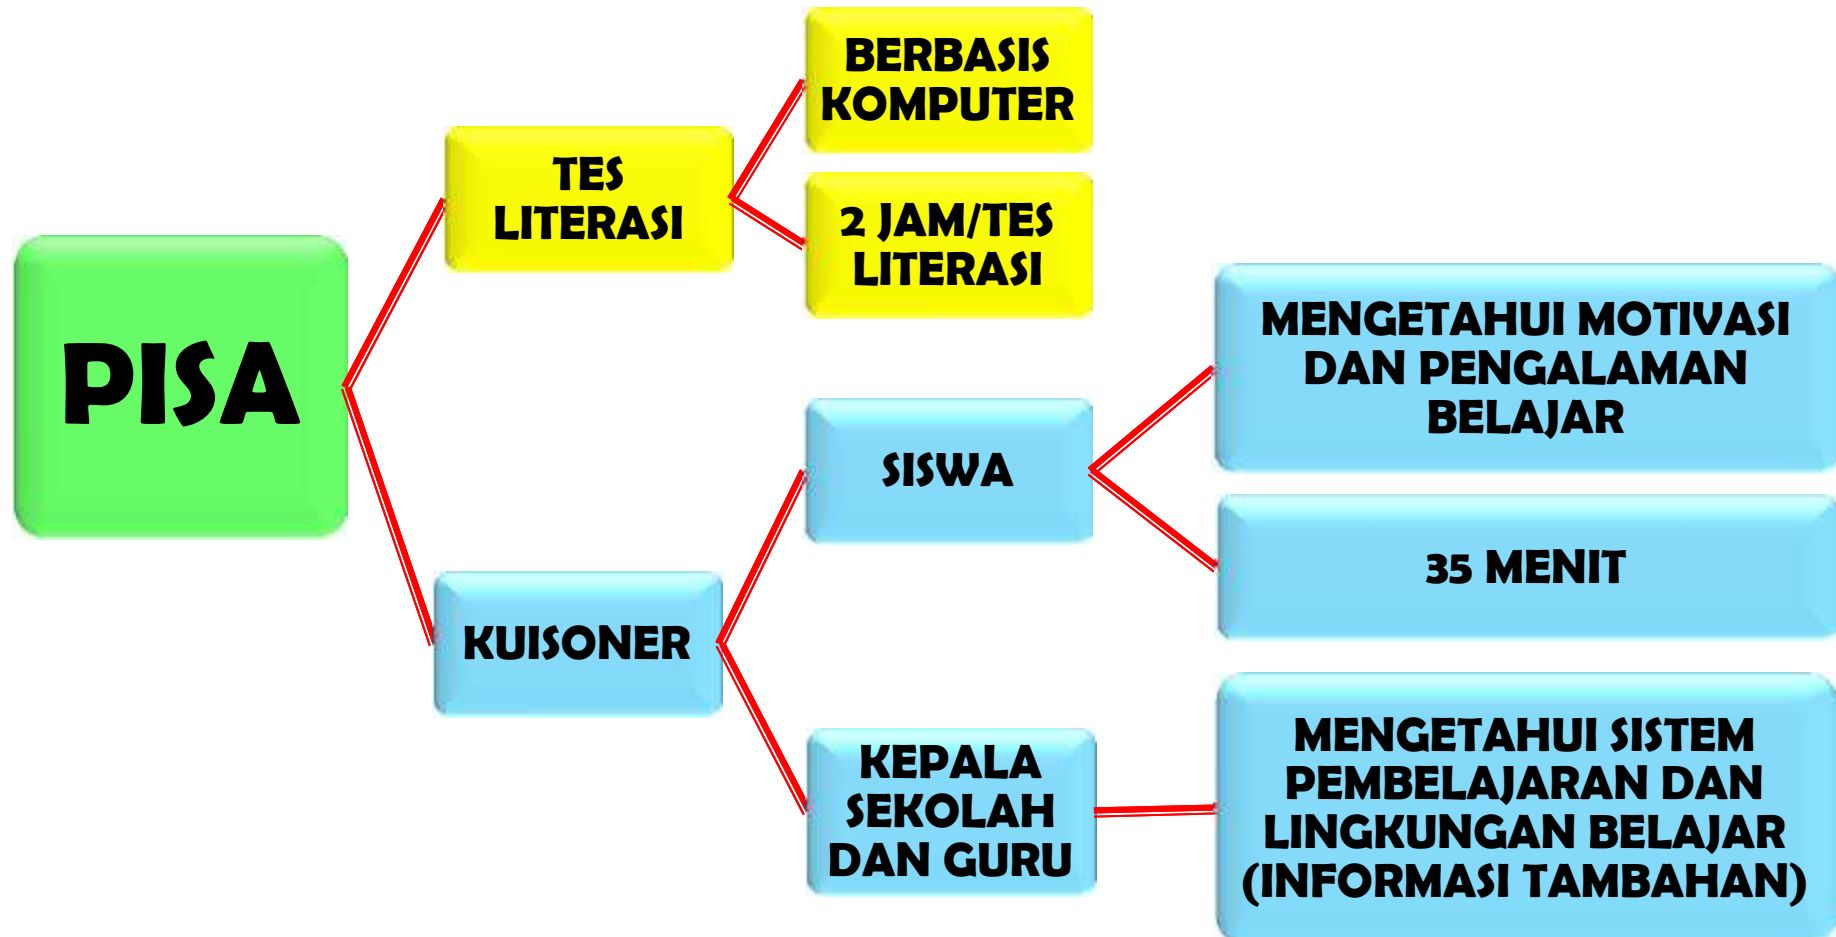 PISA
TES
LITERASI
BERBASIS
KOMPUTER
2 JAM/TES
LITERASI
KUISONER
SISWA
MENGETAHUI MOTIVASI
DAN PENGALAMAN
BELAJAR
35 MENIT
KEPALA
SEKOLAH
DAN GURU
MENGETAHUI SISTEM
PEMBELAJARAN DAN
LINGKUNGAN BELAJAR
(INFORMASI TAMBAHAN)